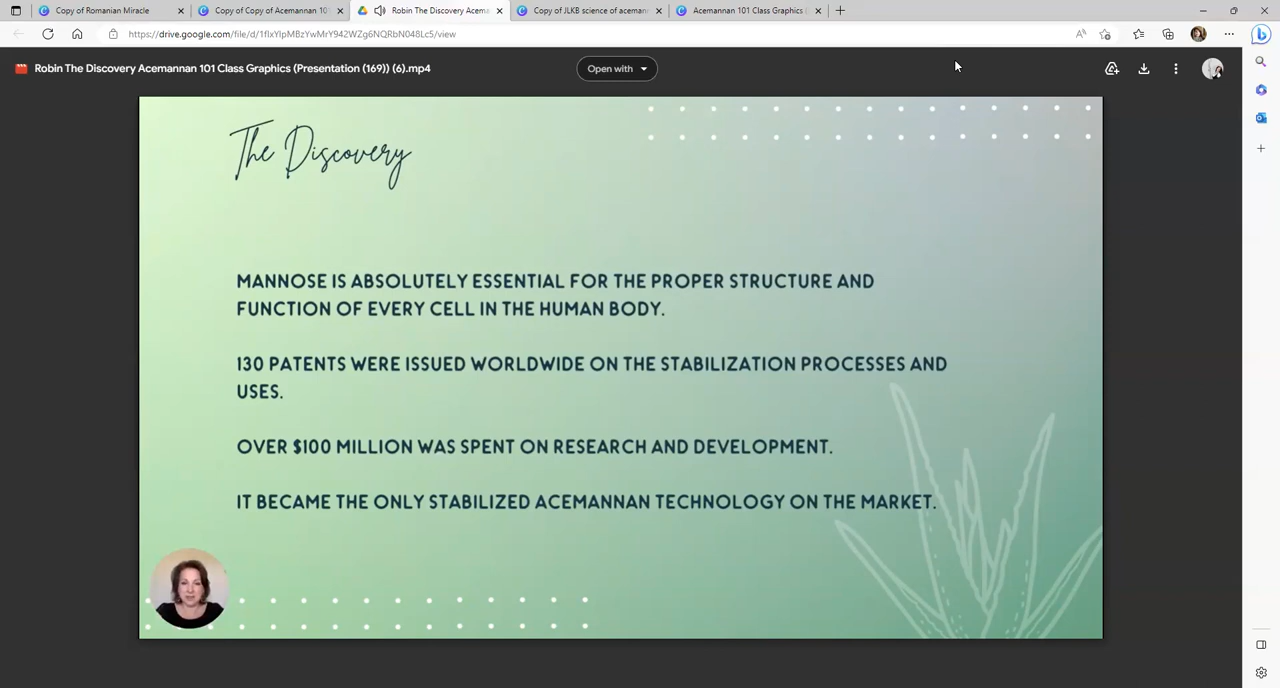 Copy of Romanian Miracle
Copy of Copy of Acemannan 10
Robin The Discovery Acema
Copy of JLKB science of aceman
Acemannan 101 Class Graphics (
https://drive.google.com/file/d/1flxYlpMBzYwMrY942WZg6NQRbN048Lc5/view
Robin The Discovery Acemannan 101 Class Graphics (Presentation (169)) (6).mp4
Open with
The Discovery
MANNOSE IS ABSOLUTELY ESSENTIAL FOR THE PROPER STRUCTURE AND
FUNCTION OF EVERY CELL IN THE HUMAN BODY.
130 PATENTS WERE ISSUED WORLDWIDE ON THE STABILIZATION PROCESSES AND
USES.
OVER $100 MILLION WAS SPENT ON RESEARCH AND DEVELOPMENT.
IT BECAME THE ONLY STABILIZED ACEMANNAN TECHNOLOGY ON THE MARKET.